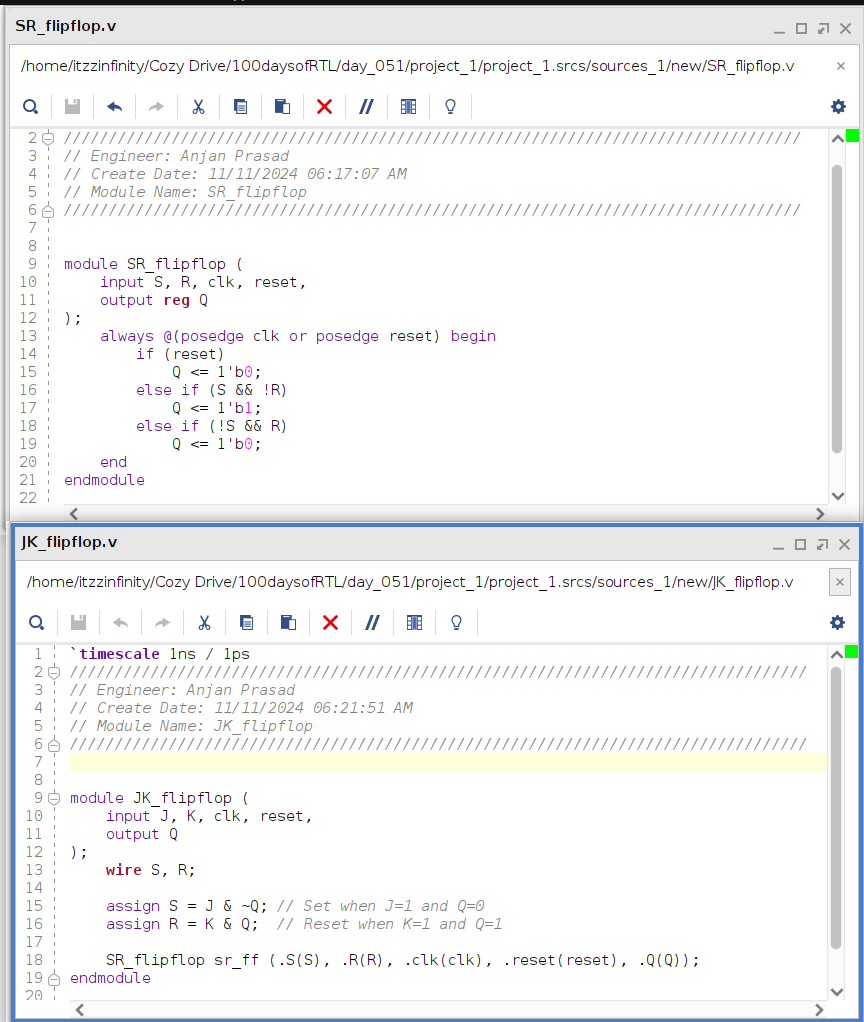 SR_flipflop.v
/home/itzzinfinity/Cozy Drive/100daysofRTL/day_051/project_1/project_1.srcs/sources_1/new/SR_flipflop.v
2 //////////////////////////////////////////////////////////////////////////////////
3 // Engineer: Anjan Prasad
4 // Create Date: 11/11/2024 06:17:07 AM
5 // Module Name: SR_flipflop
6 //////////////////////////////////////////////////////////////////////////////////
7
8
9 module SR_flipflop (
10     input S, R, clk, reset,
11     output reg Q
12 );
13     always @(posedge clk or posedge reset) begin
14         if (reset)
15             Q <= 1'b0;
16         else if (S && !R)
17             Q <= 1'b1;
18         else if (!S && R)
19             Q <= 1'b0;
20     end
21 endmodule
22
JK_flipflop.v
/home/itzzinfinity/Cozy Drive/100daysofRTL/day_051/project_1/project_1.srcs/sources_1/new/JK_flipflop.v
1 `timescale 1ns / 1ps
2 //////////////////////////////////////////////////////////////////////////////////
3 // Engineer: Anjan Prasad
4 // Create Date: 11/11/2024 06:21:51 AM
5 // Module Name: JK_flipflop
6 //////////////////////////////////////////////////////////////////////////////////
7
8
9 module JK_flipflop (
10     input J, K, clk, reset,
11     output Q
12 );
13     wire S, R;
14
15     assign S = J & ~Q; // Set when J=1 and Q=0
16     assign R = K & Q;  // Reset when K=1 and Q=1
17
18     SR_flipflop sr_ff (.S(S), .R(R), .clk(clk), .reset(reset), .Q(Q));
19 endmodule
20